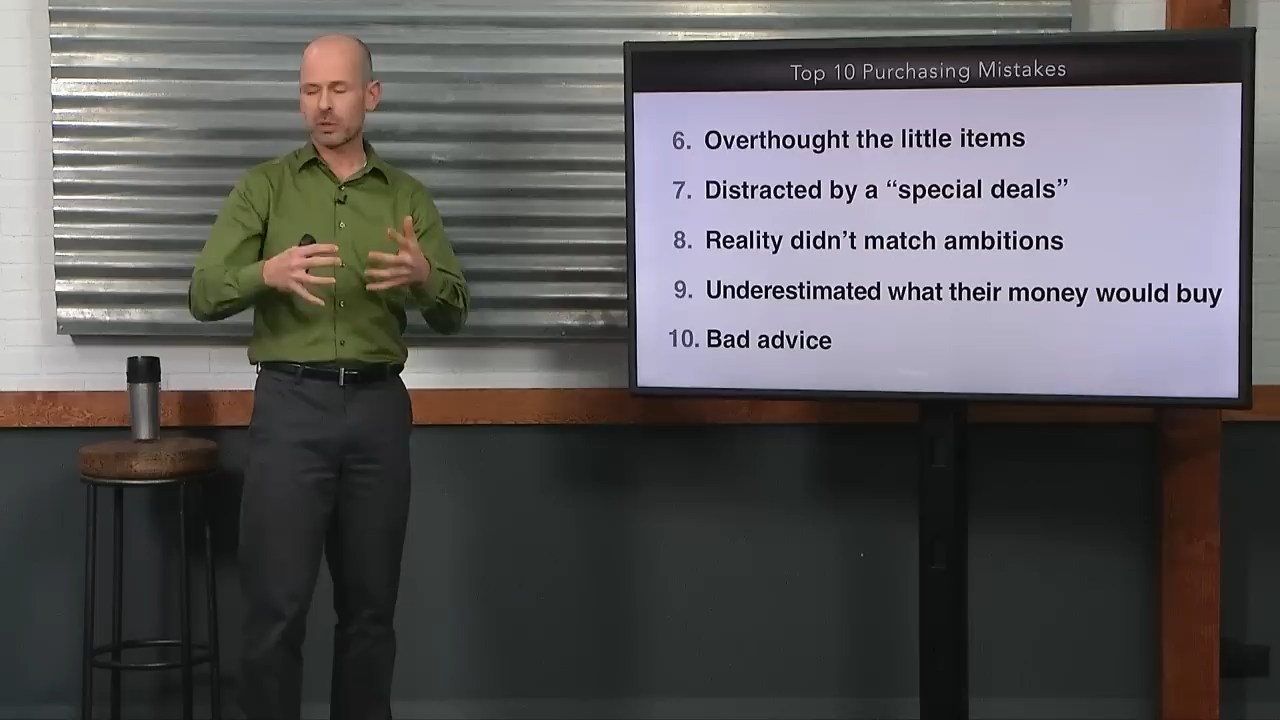 Top 10 Purchasing Mistakes
6. Overthought the little items
7. Distracted by a “special deals”
8. Reality didn’t match ambitions
9. Underestimated what their money would buy
10. Bad advice